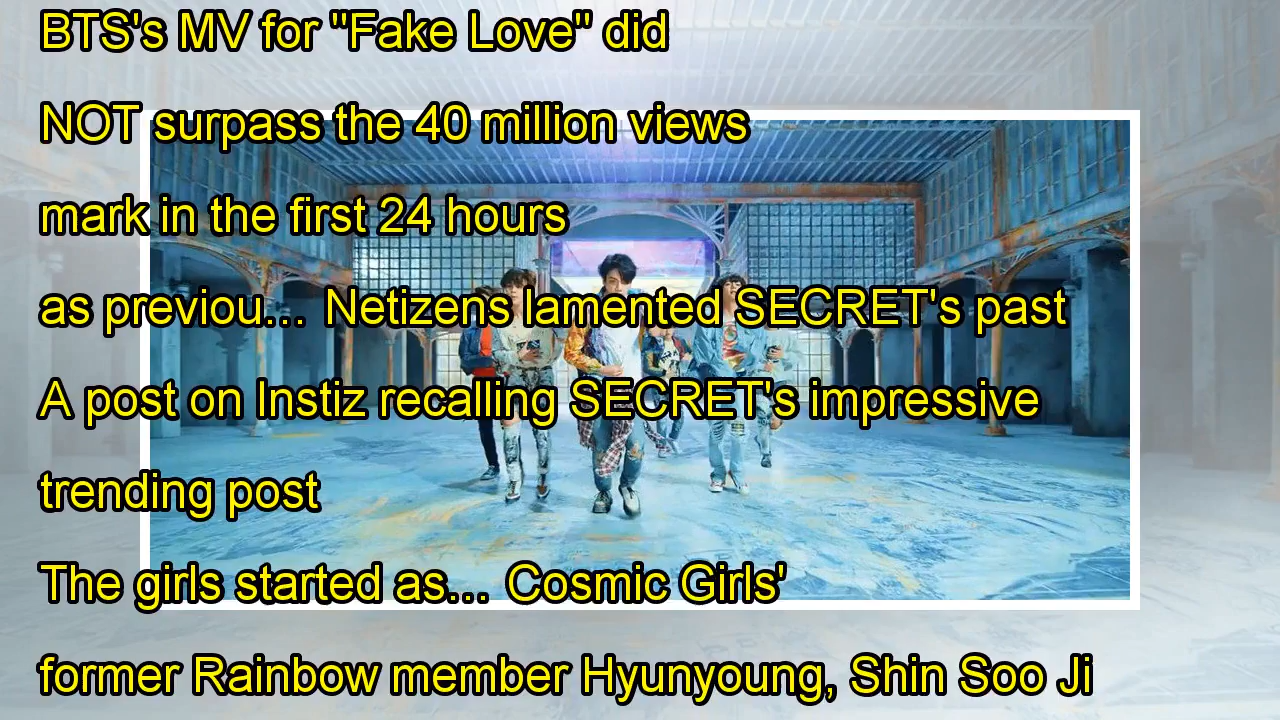 BTS's MV for "Fake Love" did
NOT surpass the 40 million views
mark in the first 24 hours
as previou... Netizens lamented SECRET's past
A post on Instiz recalling SECRET's impressive
trending post
The girls started as... Cosmic Girls'
former Rainbow member Hyunyoung, Shin Soo Ji